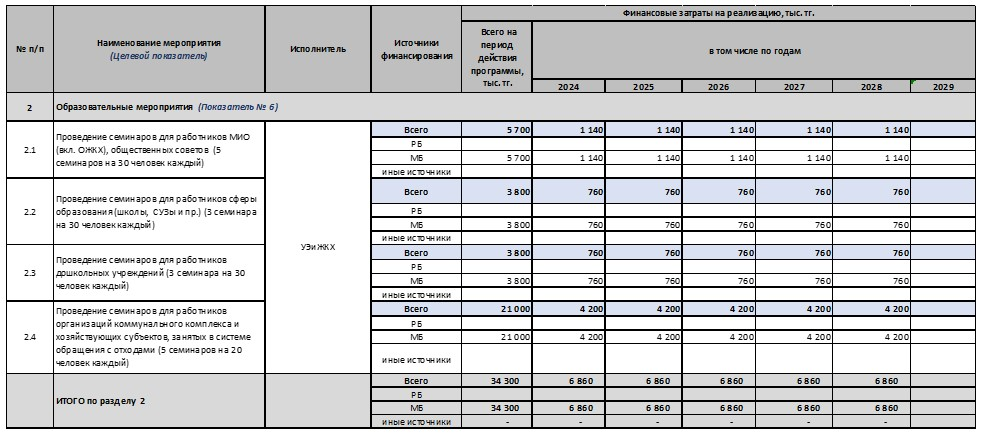 Финансовые затраты на реализацию, тыс. тг.
№ п/п
Наименование мероприятия
(Целевой показатель)
Исполнитель
Источники
финансирования
Всего на
период
действия
программы,
тыс. тг.
в том числе по годам
2024 2025 2026 2027 2028 2029
2 Образовательные мероприятия (Показатель № 6)
2.1
Проведение семинаров для работников МИО
(вкл. ОЖКХ), общественных советов (5
семинаров на 30 человек каждый)
Всего 5 700 1 140 1 140 1 140 1 140 1 140
РБ
МБ 5 700 1 140 1 140 1 140 1 140 1 140
иные источники
2.2
Проведение семинаров для работников сферы
образования (школы, СУЗы и пр.) (3 семинара
на 30 человек каждый)
Всего 3 800 760 760 760 760 760
РБ
МБ 3 800 760 760 760 760 760
иные источники
УЭиЖКХ
2.3
Проведение семинаров для работников
дшкольных учреждений (3 семинара на 30
человек каждый)
Всего 3 800 760 760 760 760 760
РБ
МБ 3 800 760 760 760 760 760
иные источники
2.4
Проведение семинаров для работников
организаций коммунального комплекса и
хозяйствующих субъектов, занятых в системе
обращения с отходами (5 семинаров на 20
человек каждый)
Всего 21 000 4 200 4 200 4 200 4 200 4 200
РБ
МБ 21 000 4 200 4 200 4 200 4 200 4 200
иные источники
ИТОГО по разделу 2
Всего 34 300 6 860 6 860 6 860 6 860 6 860
РБ
МБ 34 300 6 860 6 860 6 860 6 860 6 860
иные источники - - - - - -